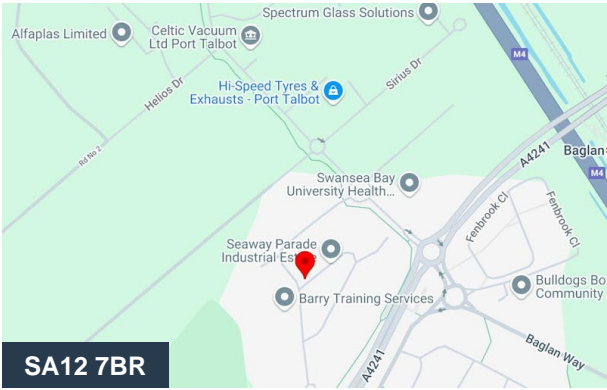 Spectrum Glass Solutions
Alfaplas Limited
Celtic Vacuum
Ltd Port Talbot
M4
Helios Dr
Sirius Dr
Hi-Speed Tyres &
Exhausts - Port Talbot
Rd No 2
A4241
Baglan
M4
Swansea Bay
University Health...
Fenbrook Cl
Fenbrook Cl
Seaway Parade
Industrial Estate
Bulldogs Bo
Community
Barry Training Services
Baglan Way
A4241
SA12 7BR